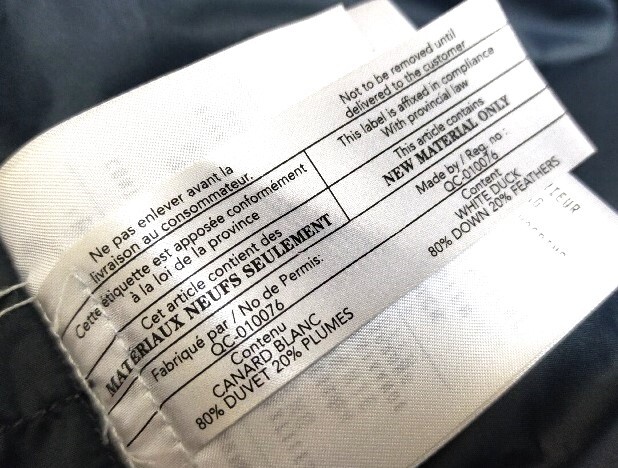 Ne pas enlever avant la
livraison au consommateur.
Cette étiquette est apposée conformément
à la loi de la province
Cet article contient des
MATÉRIAUX NEUFS SEULEMENT
Fabriqué par / No de Permis:
QC-010076
Contenu
CANARD BLANC
80% DUVET 20% PLUMES
Not to be removed until
delivered to the customer
This label is affixed in compliance
With provincial law
This article contains
NEW MATERIAL ONLY
Made by / Reg. no :
QC-010076
Content
WHITE DUCK
80% DOWN 20% FEATHERS